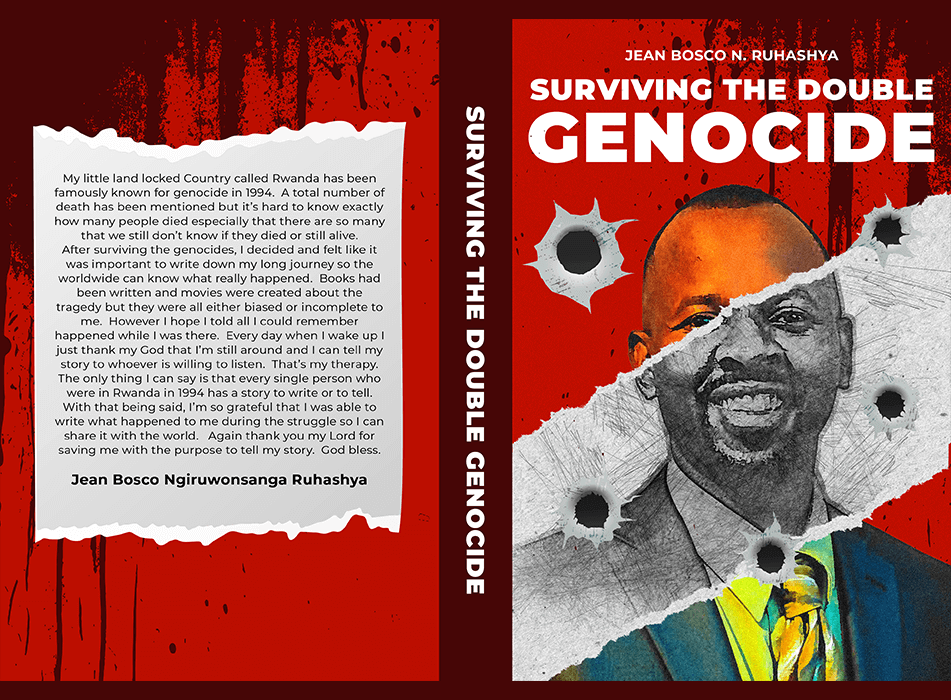 My little land locked Country called Rwanda has been
famously known for genocide in 1994.  A total number of
death has been mentioned but it's hard to know exactly
how many people died especially that there are so many
that we still don't know if they died or still alive.
After surviving the genocides, I decided and felt like it
was important to write down my long journey so the
worldwide can know what really happened.  Books had
been written and movies were created about the
tragedy but they were all either biased or incomplete to
me.  However I hope I told all I could remember
happened while I was there.  Every day when I wake up I
just thank my God that I'm still around and I can tell my
story to whoever is willing to listen.  That's my therapy.
The only thing I can say is that every single person who
were in Rwanda in 1994 has a story to write or to tell.
With that being said, I'm so grateful that I was able to
write what happened to me during the struggle so I can
share it with the world.   Again thank you my Lord for
saving me with the purpose to tell my story.  God bless.
Jean Bosco Ngiruwonsanga Ruhashya
SURVIVING THE DOUBLE GENOCIDE
JEAN BOSCO N. RUHASHYA
SURVIVING THE DOUBLE
GENOCIDE